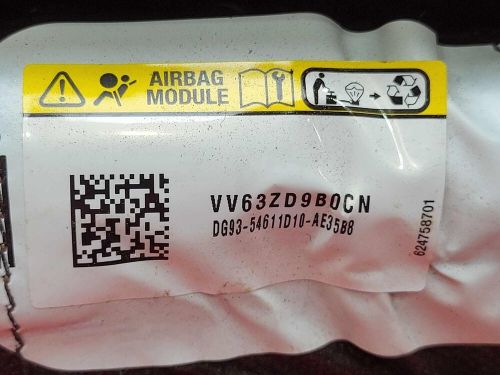 AIRBAG
MODULE
VV63ZD9B0CN
DG93-54611D10-AE35B8
624758701